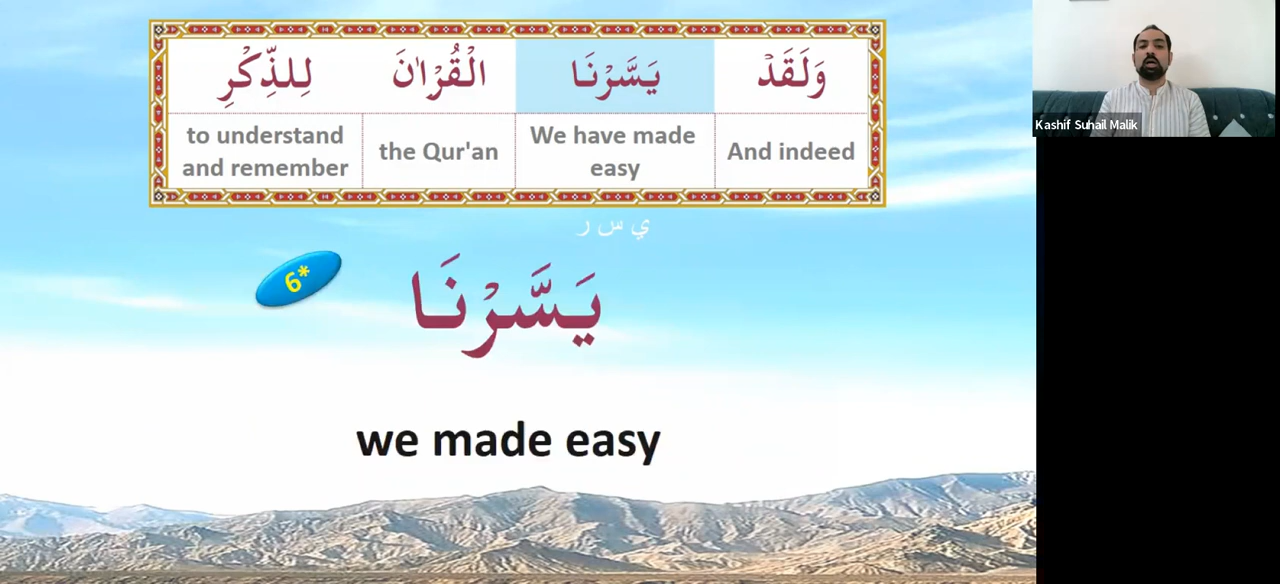 وَلَقَدْ يَسَّرْنَا الْقُرْاٰنَ لِلذِّكْرِ
And indeed
We have made
easy
the Qur'an
to understand
and remember
Kashif Suhail Malik
ي س ر
6*
يَسَّرْنَا
we made easy